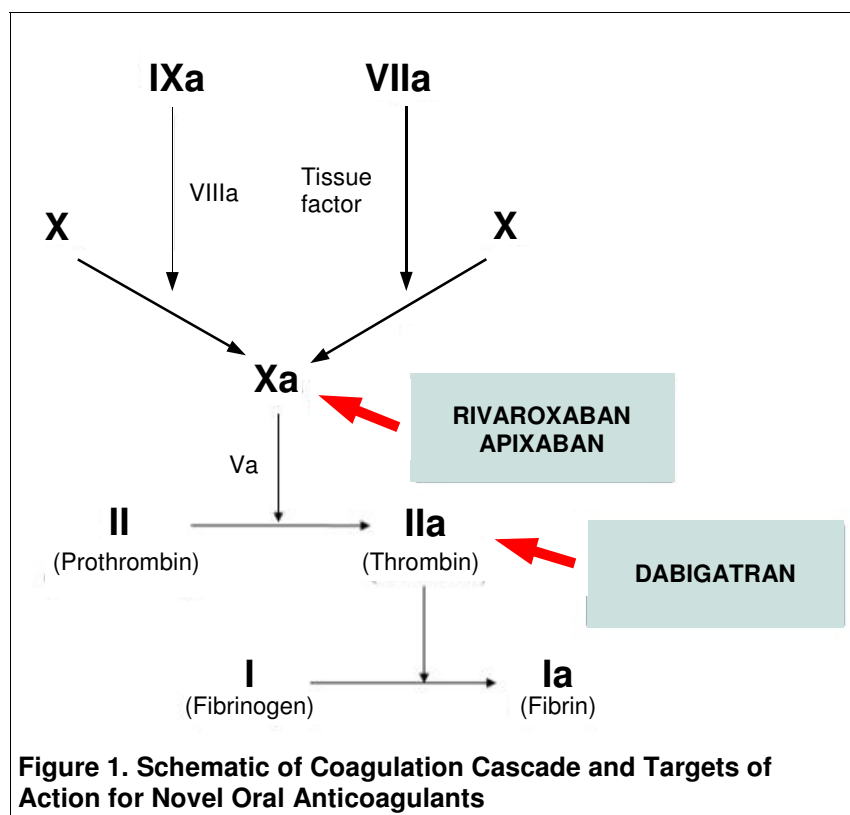 IXa
VIIa
VIIIa
Tissue
factor
X
X
Xa
RIVAROXABAN
APIXABAN
Va
II
(Prothrombin)
IIa
(Thrombin)
DABIGATRAN
I
(Fibrinogen)
Ia
(Fibrin)
Figure 1. Schematic of Coagulation Cascade and Targets of
Action for Novel Oral Anticoagulants